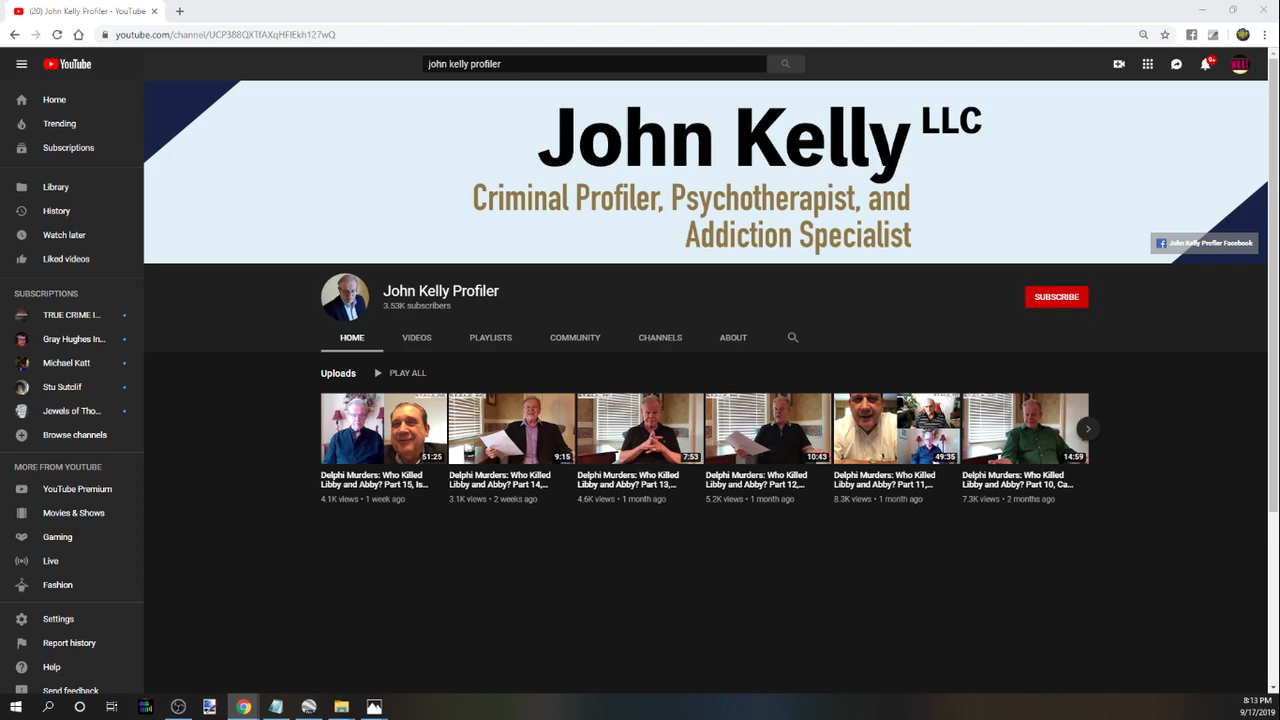 (20) John Kelly Profiler - YouTube
youtube.com/channel/UCP388QXTfAXqHFlEkh127wQ
YouTube
john kelly profiler
9+
Home
Trending
Subscriptions
Library
History
Watch later
Liked videos
SUBSCRIPTIONS
TRUE CRIME I...
Gray Hughes In...
Michael Katt
Stu Sutclif
Jewels of Tho...
Browse channels
MORE FROM YOUTUBE
YouTube Premium
Movies & Shows
Gaming
Live
Fashion
Settings
Report history
Help
Send feedback
John Kelly LLC
Criminal Profiler, Psychotherapist, and
Addiction Specialist
John Kelly Profiler Facebook
John Kelly Profiler
3.53K subscribers
SUBSCRIBE
HOME VIDEOS PLAYLISTS COMMUNITY CHANNELS ABOUT
Uploads PLAY ALL
51:25
Delphi Murders: Who Killed
Libby and Abby? Part 15, Is...
4.1K views • 1 week ago
9:15
Delphi Murders: Who Killed
Libby and Abby? Part 14,...
3.1K views • 2 weeks ago
7:53
Delphi Murders: Who Killed
Libby and Abby? Part 13,...
4.6K views • 1 month ago
10:43
Delphi Murders: Who Killed
Libby and Abby? Part 12,...
5.2K views • 1 month ago
49:35
Delphi Murders: Who Killed
Libby and Abby? Part 11,...
8.3K views • 1 month ago
14:59
Delphi Murders: Who Killed
Libby and Abby? Part 10, Ca...
7.3K views • 2 months ago
8:13 PM
9/17/2019